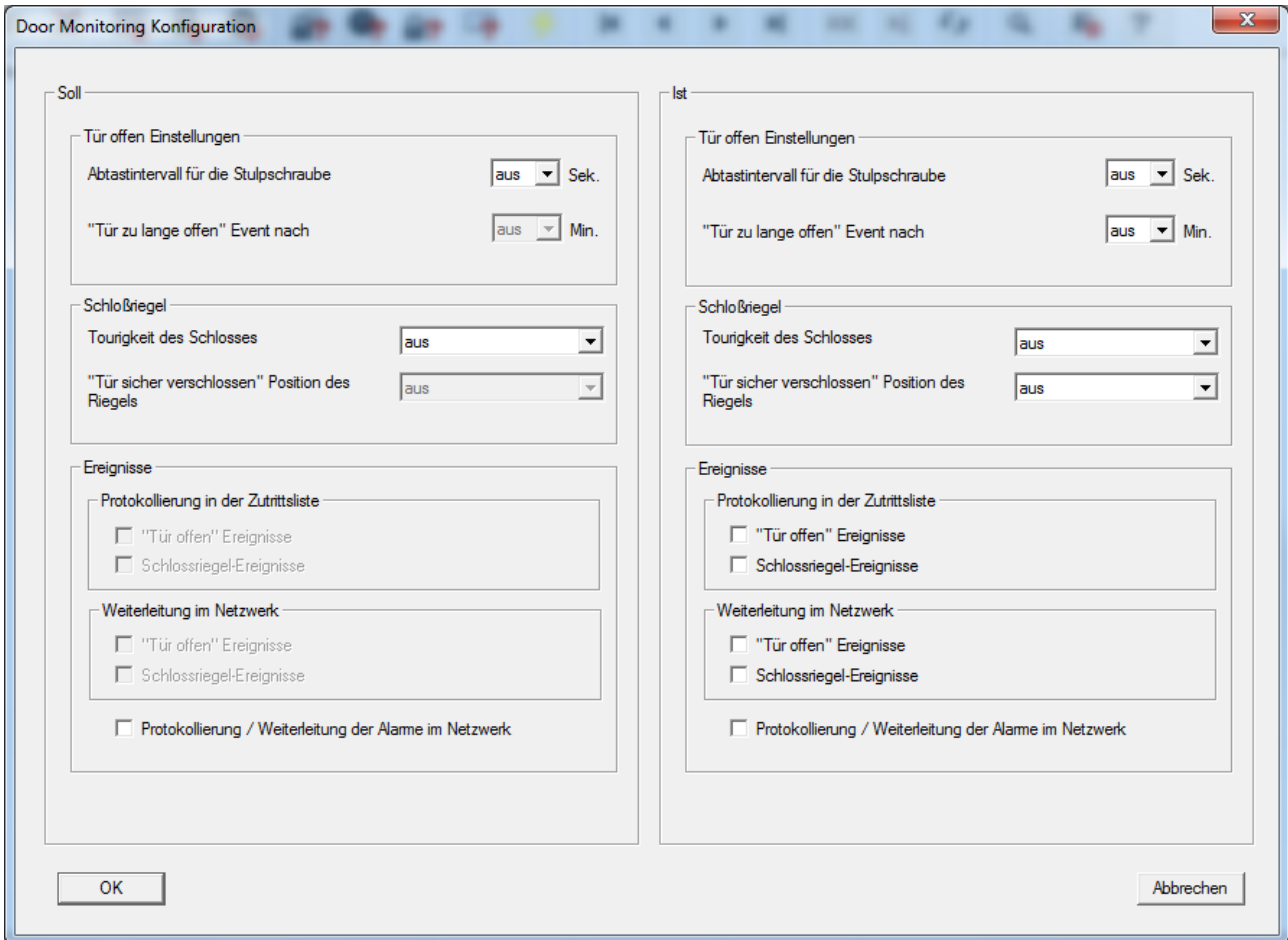 Door Monitoring Konfiguration
Soll
Tür offen Einstellungen
Abtastintervall für die Stulpschraube aus Sek.
"Tür zu lange offen" Event nach aus Min.
Schloßriegel
Tourigkeit des Schlosses aus
"Tür sicher verschlossen" Position des Riegels aus
Ereignisse
Protokollierung in der Zutrittsliste
"Tür offen" Ereignisse
Schlossriegel-Ereignisse
Weiterleitung im Netzwerk
"Tür offen" Ereignisse
Schlossriegel-Ereignisse
Protokollierung / Weiterleitung der Alarme im Netzwerk
Ist
Tür offen Einstellungen
Abtastintervall für die Stulpschraube aus Sek.
"Tür zu lange offen" Event nach aus Min.
Schloßriegel
Tourigkeit des Schlosses aus
"Tür sicher verschlossen" Position des Riegels aus
Ereignisse
Protokollierung in der Zutrittsliste
"Tür offen" Ereignisse
Schlossriegel-Ereignisse
Weiterleitung im Netzwerk
"Tür offen" Ereignisse
Schlossriegel-Ereignisse
Protokollierung / Weiterleitung der Alarme im Netzwerk
OK
Abbrechen